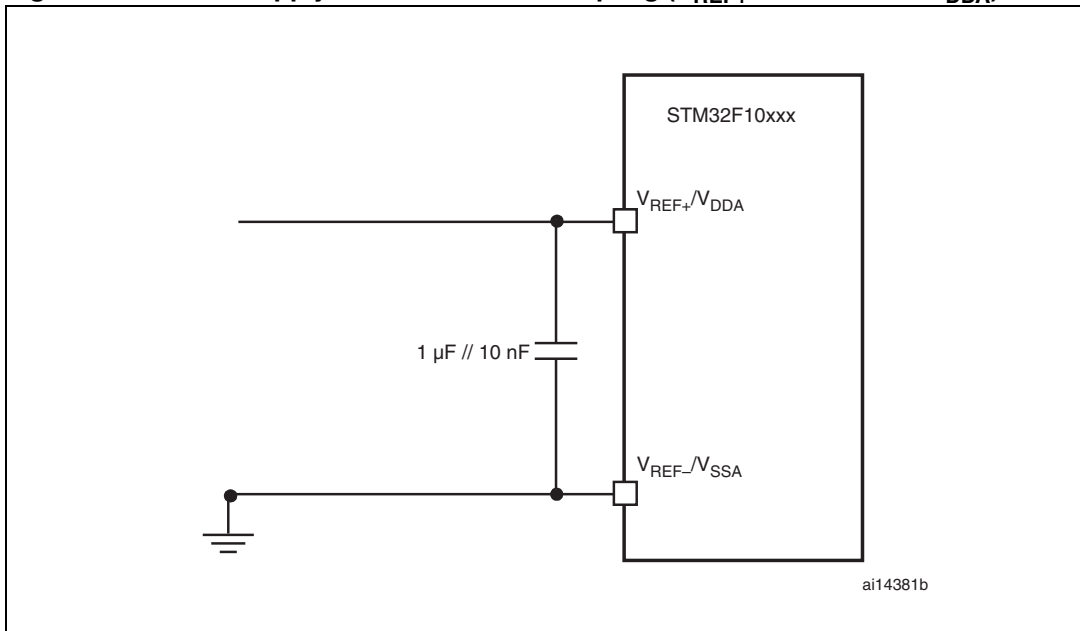 STM32F10xxx
VREF+/VDDA
1 µF // 10 nF
VREF–/VSSA
ai14381b